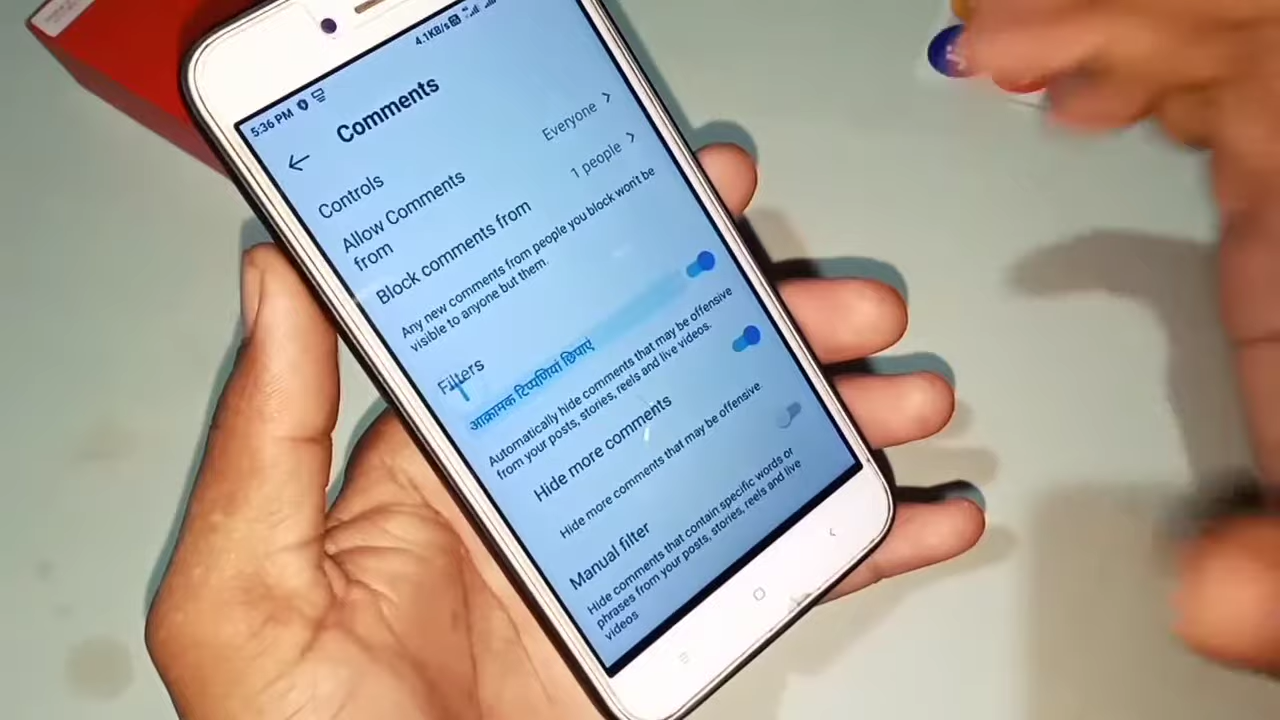 5:36 PM
4.1KB/s
Comments
Controls
Allow Comments
from
Everyone
Block comments from
1 people
Any new comments from people you block won't be
visible to anyone but them.
Filters
आक्रामक टिप्पणियां छिपाएं
Automatically hide comments that may be offensive
from your posts, stories, reels and live videos.
Hide more comments
Hide more comments that may be offensive.
Manual filter
Hide comments that contain specific words or
phrases from your posts, stories, reels and live
videos